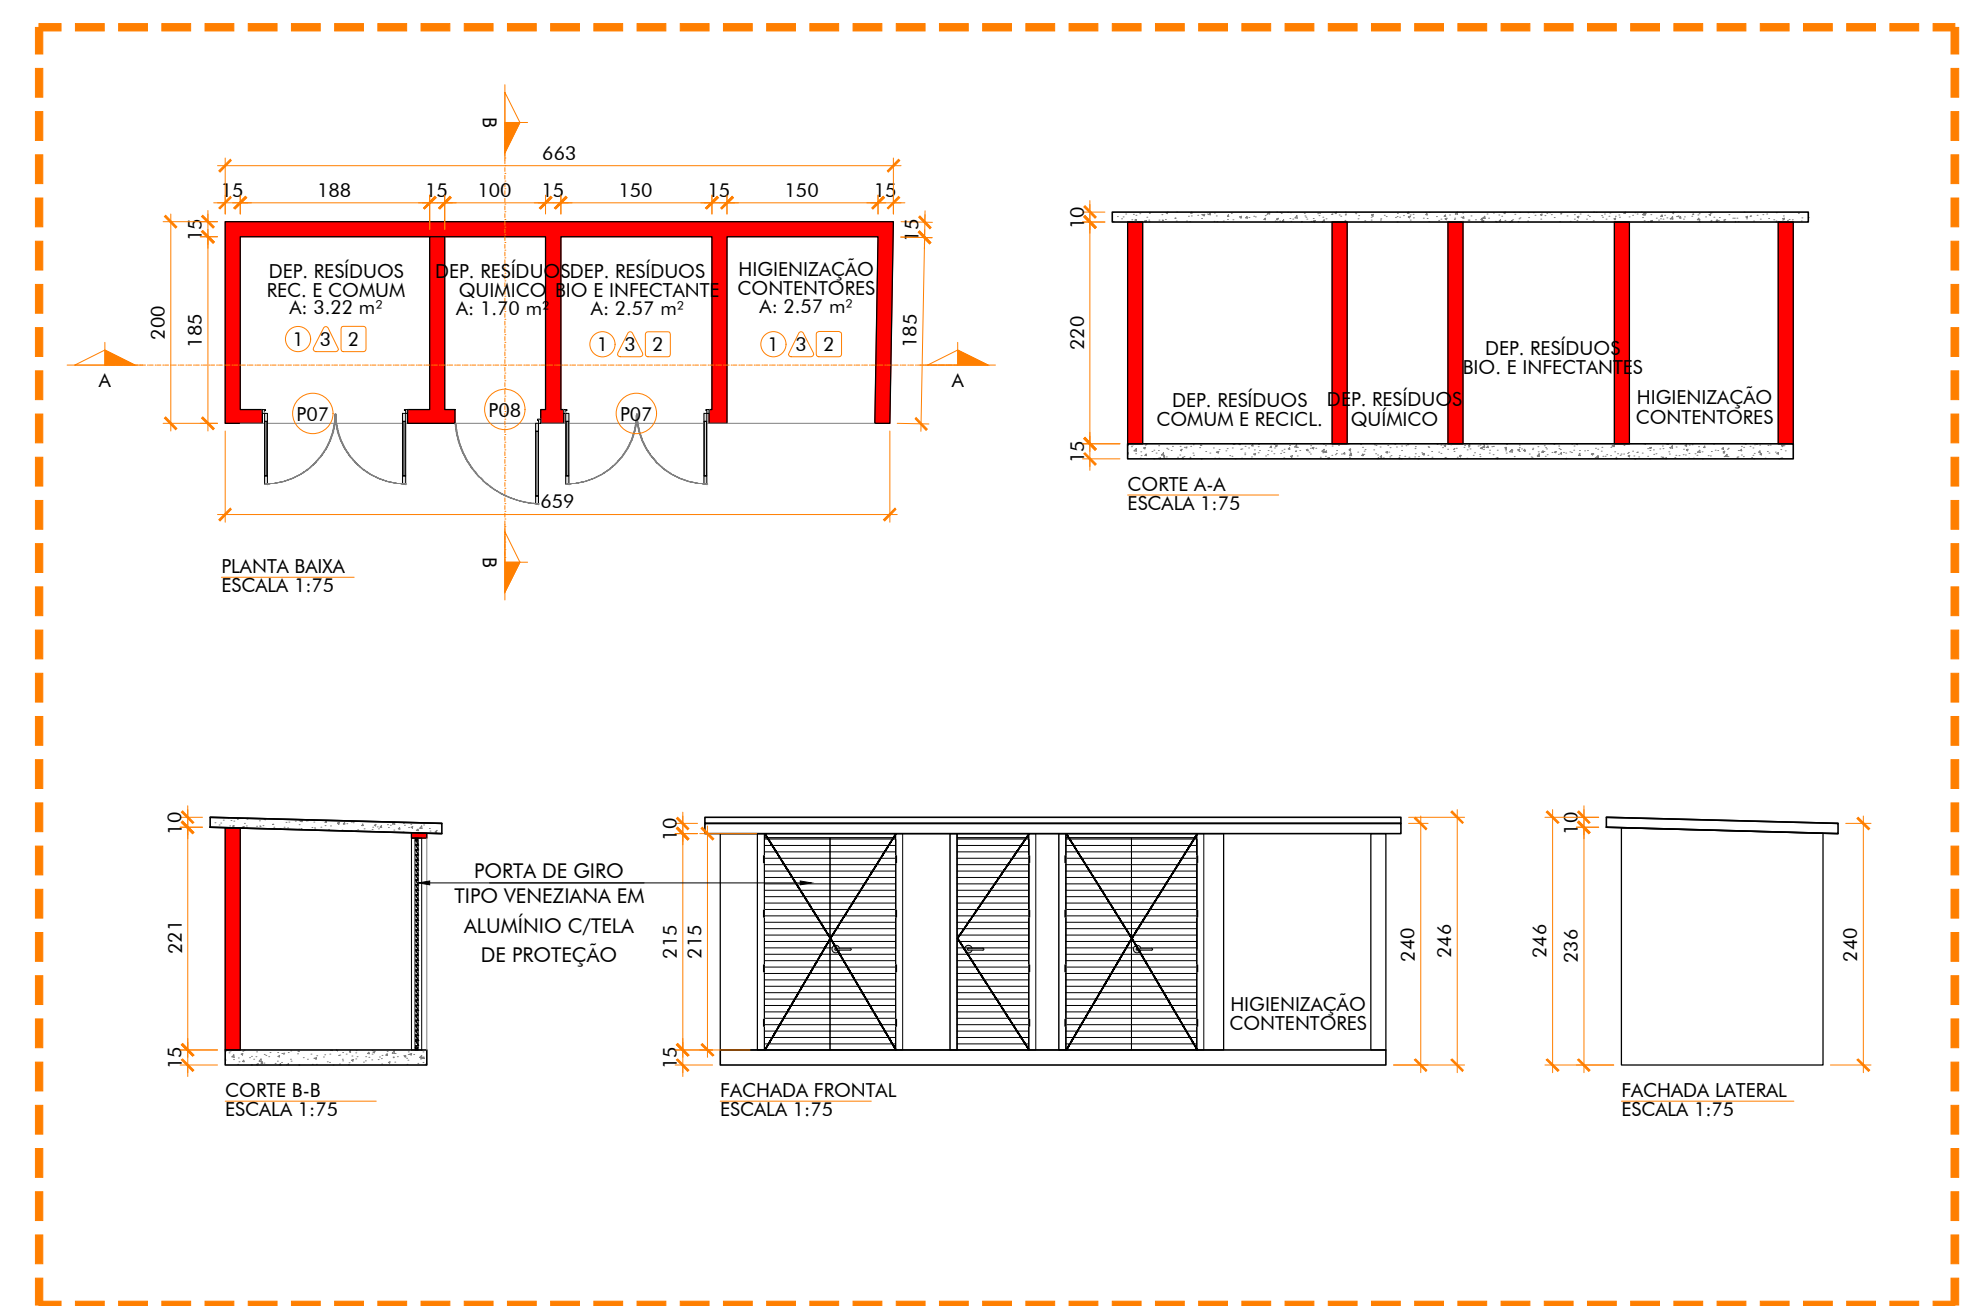 B
663
15 188 15 100 15 150 15 150 15
15
15
200
185
185
DEP. RESÍDUOS
REC. E COMUM
A: 3.22 m²
1 3 2
DEP. RESÍDUOS
QUIMICO
A: 1.70 m²
DEP. RESÍDUOS
BIO E INFECTANTE
A: 2.57 m²
1 3 2
HIGIENIZAÇÃO
CONTENTORES
A: 2.57 m²
1 3 2
A
A
P07
P08
P07
659
B
PLANTA BAIXA
ESCALA 1:75
10
220
15
DEP. RESÍDUOS
COMUM E RECICL.
DEP. RESÍDUOS
QUÍMICO
DEP. RESÍDUOS
BIO. E INFECTANTES
HIGIENIZAÇÃO
CONTENTORES
CORTE A-A
ESCALA 1:75
10
221
15
CORTE B-B
ESCALA 1:75
PORTA DE GIRO
TIPO VENEZIANA EM
ALUMÍNIO C/TELA
DE PROTEÇÃO
10
215
215
15
HIGIENIZAÇÃO
CONTENTORES
240
246
FACHADA FRONTAL
ESCALA 1:75
246
10
236
240
FACHADA LATERAL
ESCALA 1:75